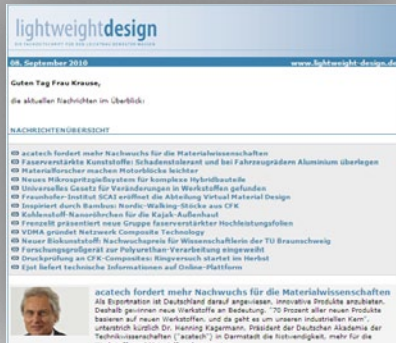 lightweightdesign
DIE FACHZEITSCHRIFT FÜR DEN LEICHTBAU BEWEGTER MASSEN
08. September 2010 www.lightweight-design.de
Guten Tag Frau Krause,
die aktuellen Nachrichten im Überblick:
NACHRICHTENÜBERSICHT
acatech fordert mehr Nachwuchs für die Materialwissenschaften
Faserverstärkte Kunststoffe: Schadenstolerant und bei Fahrzeugrädern Aluminium überlegen
Materialforscher machen Motorblöcke leichter
Neues Mikrospritzgießsystem für komplexe Hybridbauteile
Universelles Gesetz für Veränderungen in Werkstoffen gefunden
Fraunhofer-Institut SCAI eröffnet die Abteilung Virtual Material Design
Inspiriert durch Bambus: Nordic-Walking-Stöcke aus CFK
Kohlenstoff-Nanoröhrchen für die Kajak-Außenhaut
Frenzelit präsentiert neue Gruppe faserverstärkter Hochleistungsfolien
VDMA gründet Netzwerk Composite Technology
Neuer Biokunststoff: Nachwuchspreis für Wissenschaftlerin der TU Braunschweig
Forschungsgroßgerät zur Polyurethan-Verarbeitung eingeweiht
Druckprüfung an CFK-Composites: Ringversuch startet im Herbst
Ejot liefert technische Informationen auf Online-Plattform
acatech fordert mehr Nachwuchs für die Materialwissenschaften
Als Exportnation ist Deutschland darauf angewiesen, innovative Produkte anzubieten.
Deshalb gewinnen neue Werkstoffe an Bedeutung. "70 Prozent aller neuen Produkte
basieren auf neuen Werkstoffen, und da geht es um unseren industriellen Kern",
unterstrich kürzlich Dr. Henning Kagermann, Präsident der Deutschen Akademie der
Technikwissenschaften ("acatech") in Darmstadt die Notwendigkeit, mehr für die